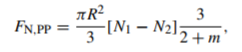 F_{N,PP} = \frac{\pi R^2}{3} [N_1 - N_2] \frac{3}{2 + m},